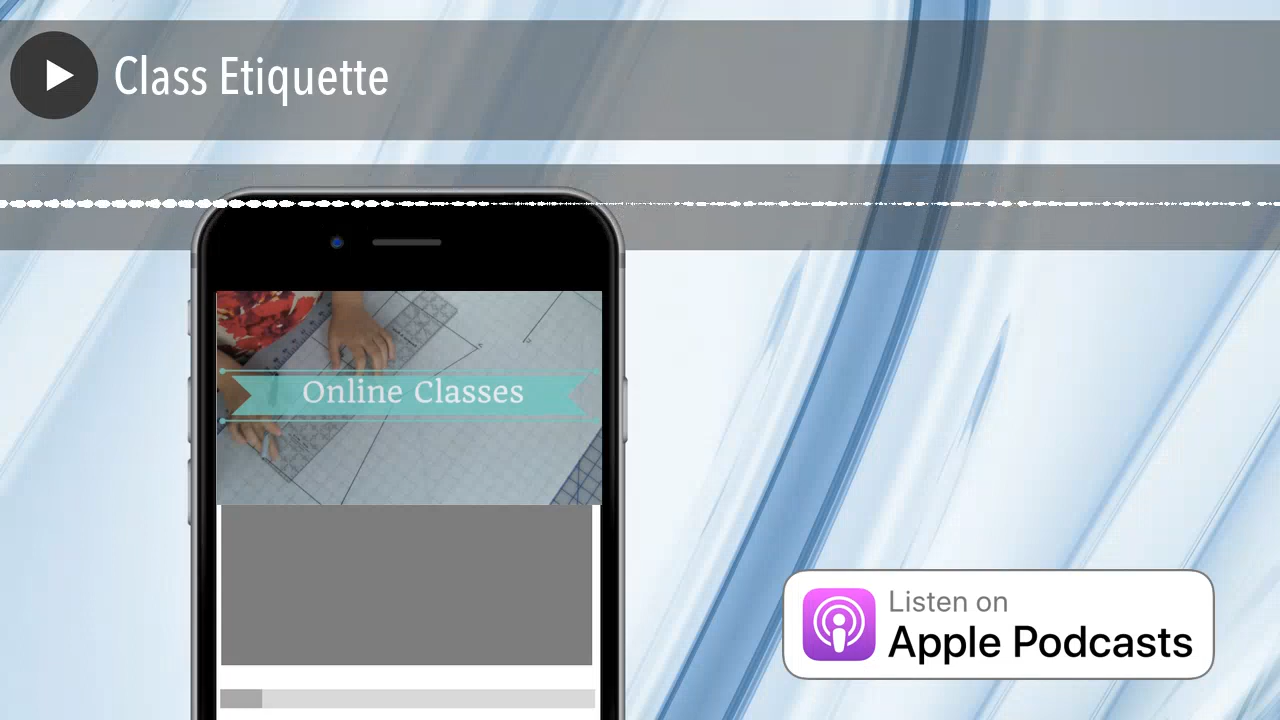 Class Etiquette
Online Classes
Listen on
Apple Podcasts